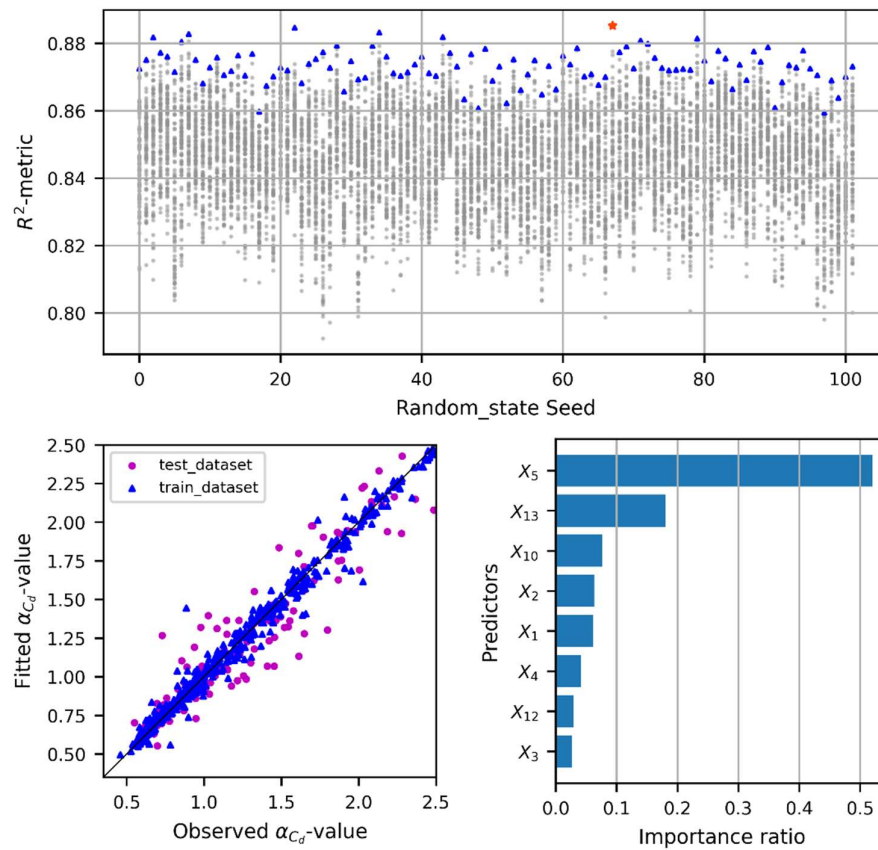 0.88
0.86
0.84
0.82
0.80
R²-metric
0 20 40 60 80 100
Random_state Seed
2.50
2.25
2.00
1.75
1.50
1.25
1.00
0.75
0.50
Fitted α_{C_d}-value
test_dataset
train_dataset
0.5 1.0 1.5 2.0 2.5
Observed α_{C_d}-value
Predictors
X₅
X₁₃
X₁₀
X₂
X₁
X₄
X₁₂
X₃
0.0 0.1 0.2 0.3 0.4 0.5
Importance ratio